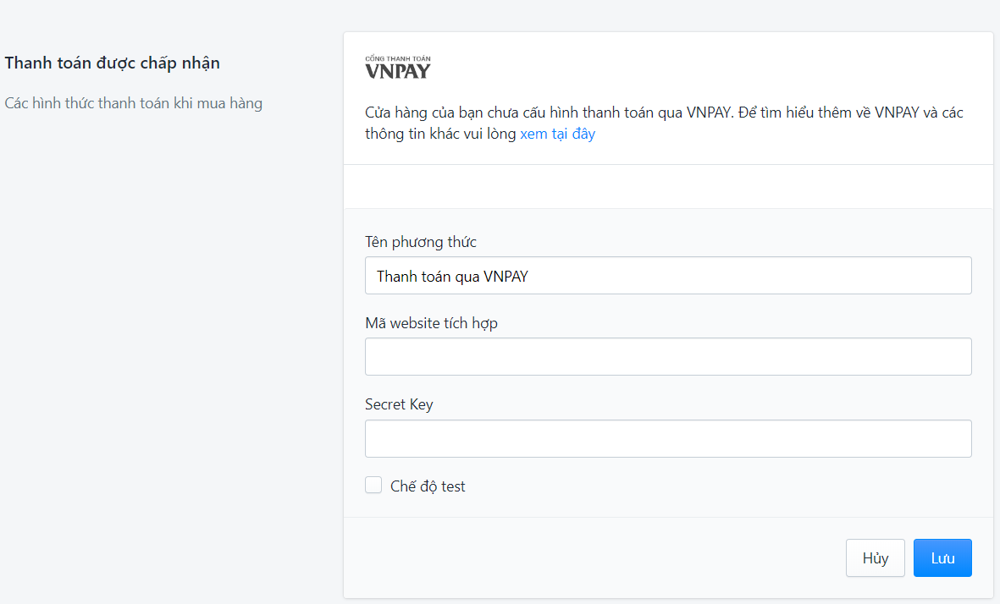 Thanh toán được chấp nhận
Các hình thức thanh toán khi mua hàng
CỔNG THANH TOÁN
VNPAY
Cửa hàng của bạn chưa cấu hình thanh toán qua VNPAY. Để tìm hiểu thêm về VNPAY và các
thông tin khác vui lòng xem tại đây
Tên phương thức
Thanh toán qua VNPAY
Mã website tích hợp
Secret Key
Chế độ test
Hủy
Lưu